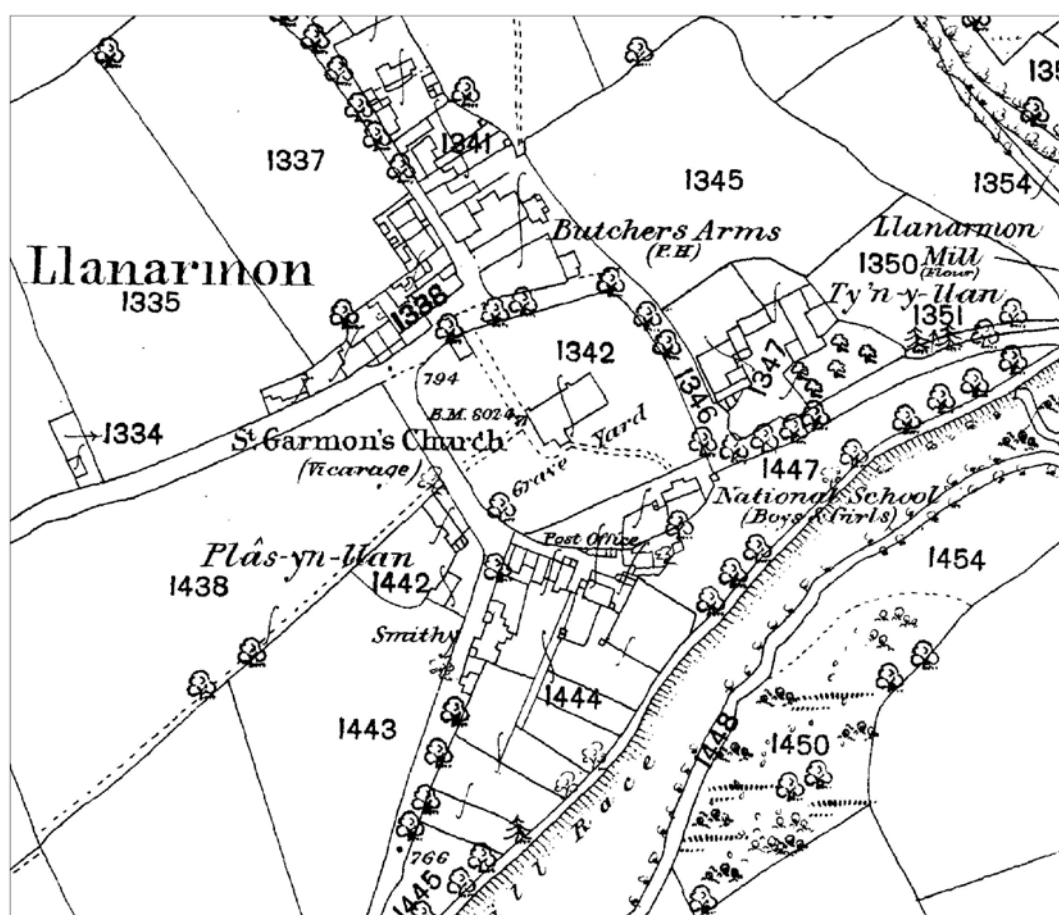 1337
1341
1345
1354
Llanarmon
1335
Butchers Arms
(P.H)
Llanarmon
1350 Mill
(Flour)
Ty'n-y-llan
1351
1338
1342
1347
1346
794
B.M. 802·4
1334
St. Garmon's Church
(Vicarage)
Grave Yard
1447
National School
(Boys & Girls)
Post Office
Plâs-yn-llan
1438
1442
1454
Smithy
1444
1443
1448
1450
Race
766
1445